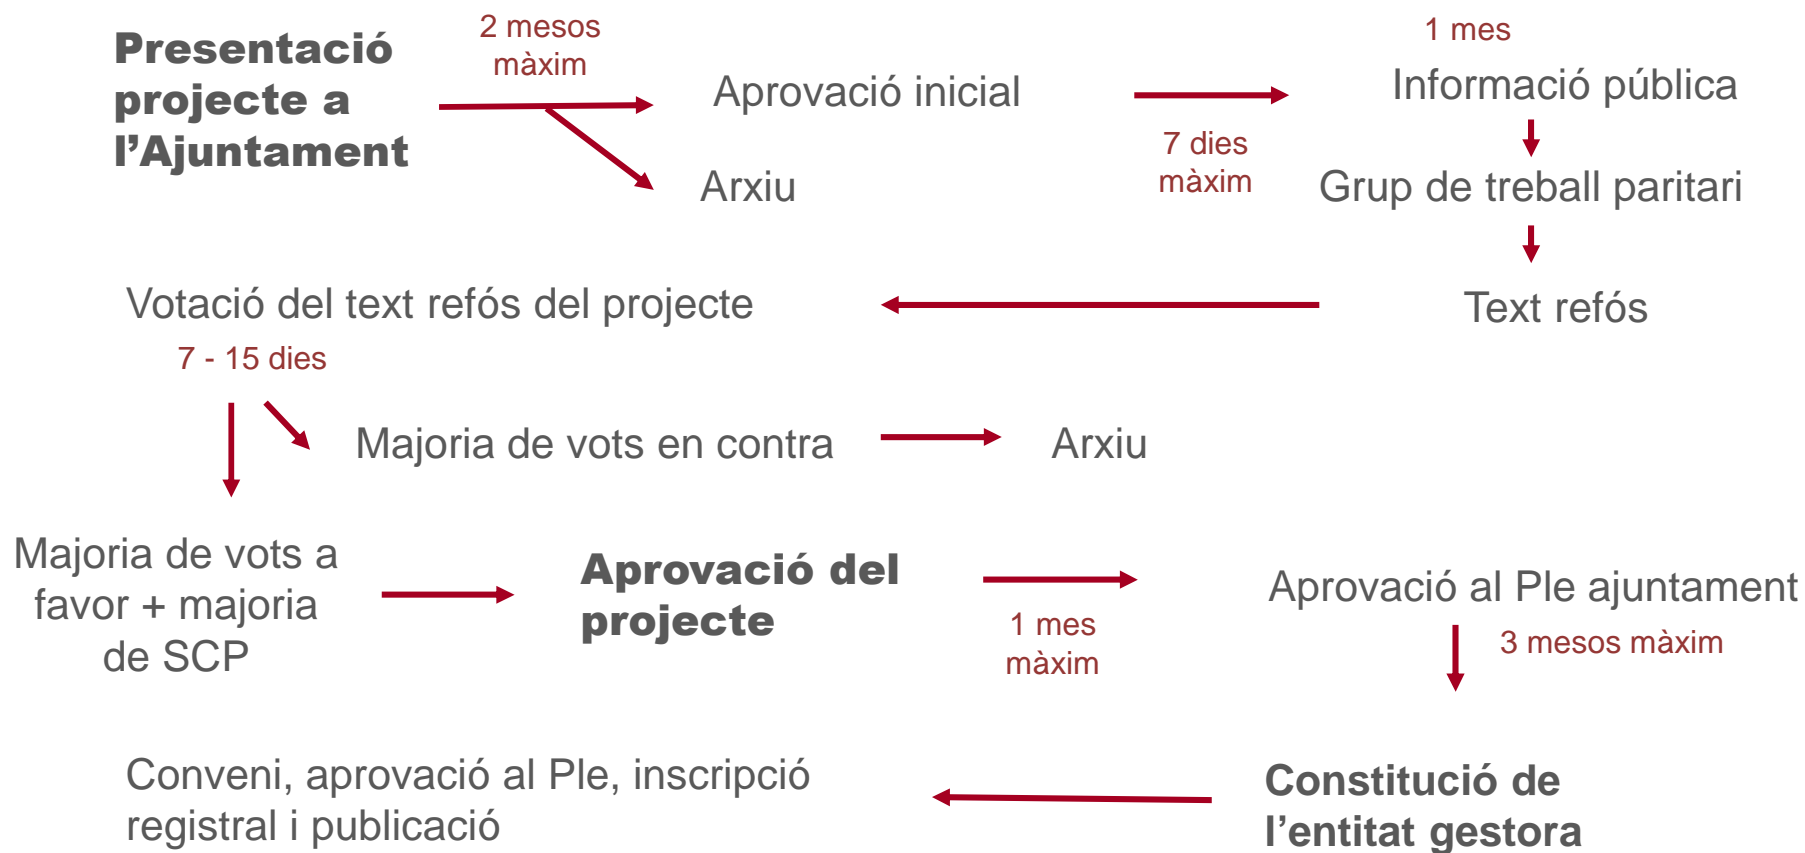 Presentació
projecte a
l’Ajuntament
2 mesos
màxim
Aprovació inicial
Arxiu
7 dies
màxim
1 mes
Informació pública
Grup de treball paritari
Text refós
Votació del text refós del projecte
7 - 15 dies
Majoria de vots en contra
Arxiu
Majoria de vots a
favor + majoria
de SCP
Aprovació del
projecte
1 mes
màxim
Aprovació al Ple ajuntament
3 mesos màxim
Constitució de
l’entitat gestora
Conveni, aprovació al Ple, inscripció
registral i publicació